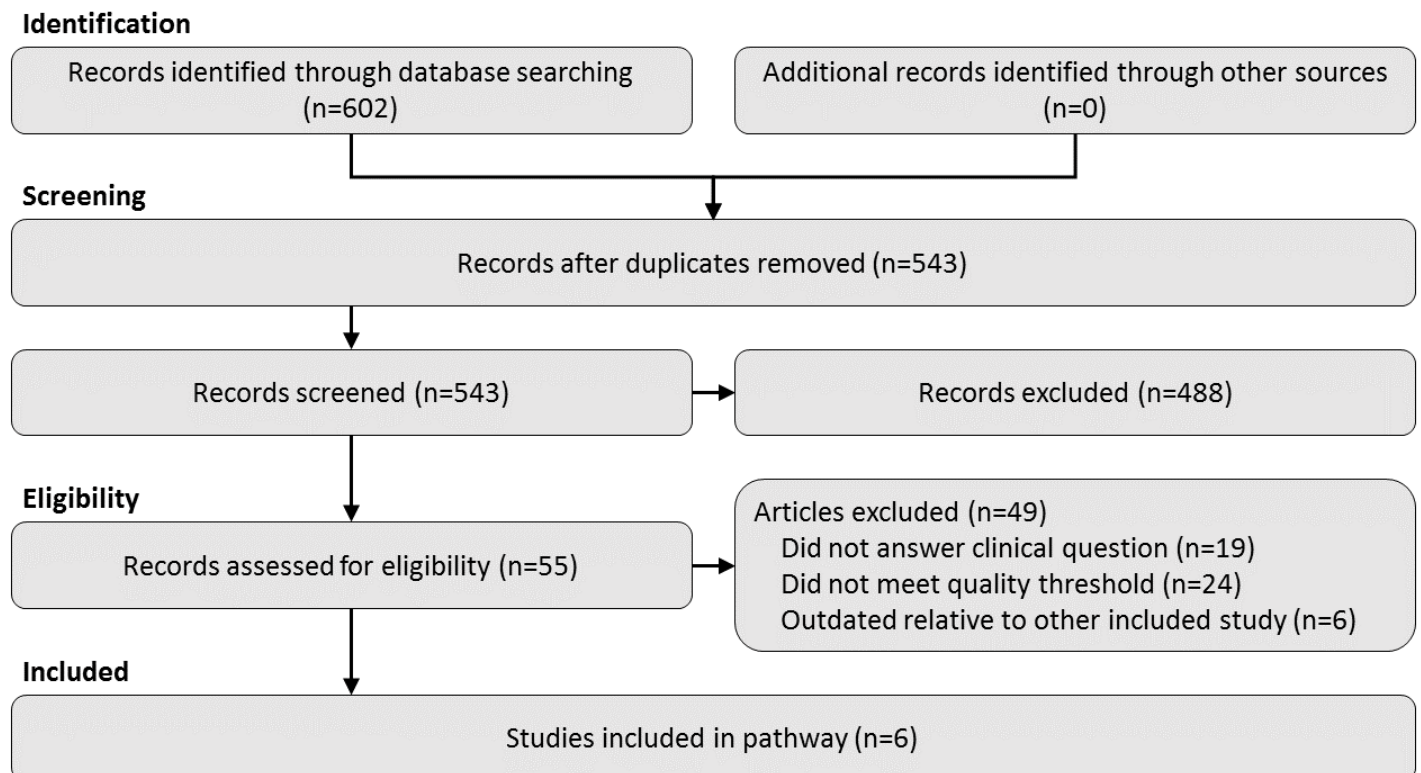 Identification
Records identified through database searching
(n=602)
Additional records identified through other sources
(n=0)
Screening
Records after duplicates removed (n=543)
Records screened (n=543)
Records excluded (n=488)
Eligibility
Records assessed for eligibility (n=55)
Articles excluded (n=49)
Did not answer clinical question (n=19)
Did not meet quality threshold (n=24)
Outdated relative to other included study (n=6)
Included
Studies included in pathway (n=6)